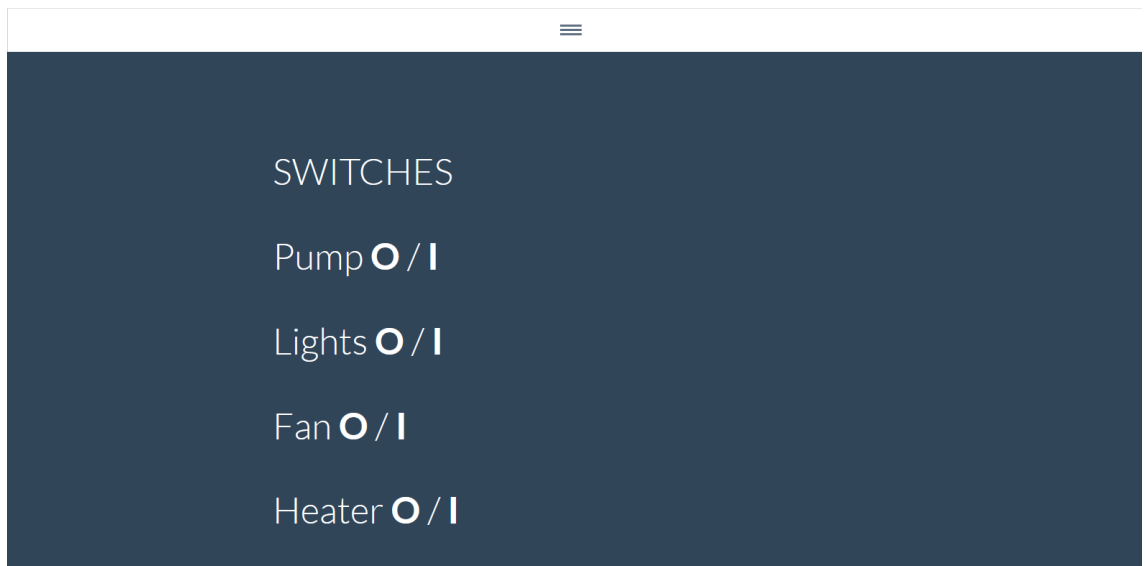 SWITCHES
Pump O / I
Lights O / I
Fan O / I
Heater O / I